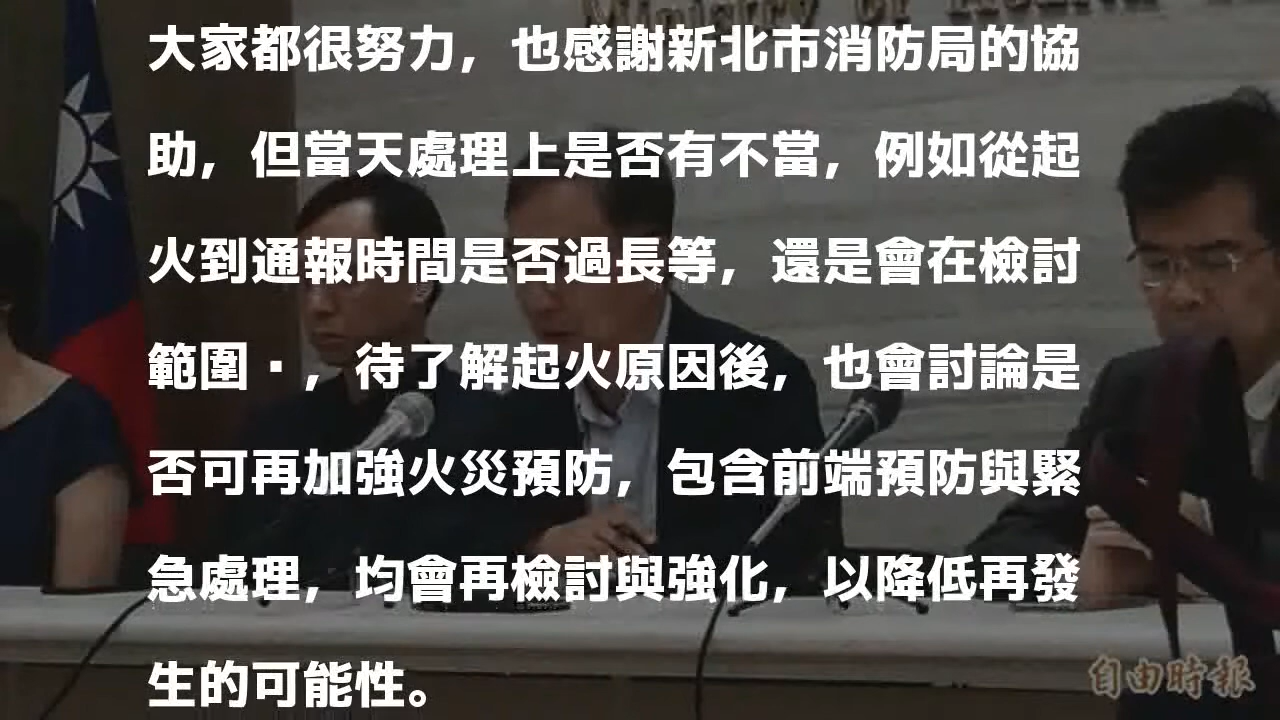 Ministry of Health
大家都很努力，也感謝新北市消防局的協
助，但當天處理上是否有不當，例如從起
火到通報時間是否過長等，還是會在檢討
範圍▪，待了解起火原因後，也會討論是
否可再加強火災預防，包含前端預防與緊
急處理，均會再檢討與強化，以降低再發
生的可能性。
自由時報